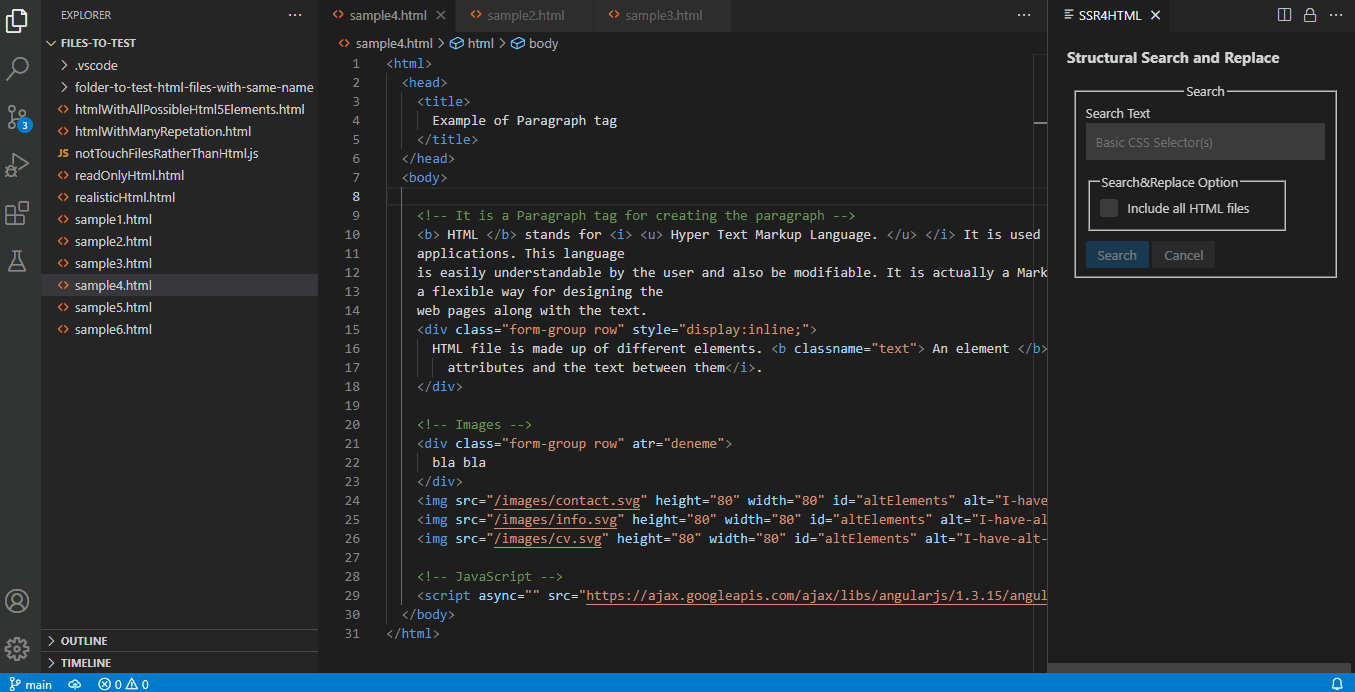 EXPLORER
FILES-TO-TEST
.vscode
folder-to-test-html-files-with-same-name
htmlWithAllPossibleHtml5Elements.html
htmlWithManyRepetation.html
JS notTouchFilesRatherThanHtml.js
readOnlyHtml.html
realisticHtml.html
sample1.html
sample2.html
sample3.html
sample4.html
sample5.html
sample6.html
OUTLINE
TIMELINE
3
sample4.html sample2.html sample3.html
sample4.html > html > body
1 <html>
2 <head>
3 <title>
4 Example of Paragraph tag
5 </title>
6 </head>
7 <body>
8
9 <!-- It is a Paragraph tag for creating the paragraph -->
10 <b> HTML </b> stands for <i> <u> Hyper Text Markup Language. </u> </i> It is used
11 applications. This language
12 is easily understandable by the user and also be modifiable. It is actually a Mark
13 a flexible way for designing the
14 web pages along with the text.
15 <div class="form-group row" style="display:inline;">
16 HTML file is made up of different elements. <b classname="text"> An element </b>
17 attributes and the text between them</i>.
18 </div>
19
20 <!-- Images -->
21 <div class="form-group row" atr="deneme">
22 bla bla
23 </div>
24 <img src="/images/contact.svg" height="80" width="80" id="altElements" alt="I-have
25 <img src="/images/info.svg" height="80" width="80" id="altElements" alt="I-have-al
26 <img src="/images/cv.svg" height="80" width="80" id="altElements" alt="I-have-alt-
27
28 <!-- JavaScript -->
29 <script async="" src="https://ajax.googleapis.com/ajax/libs/angularjs/1.3.15/angul
30 </body>
31 </html>
SSR4HTML
Structural Search and Replace
Search
Search Text
Basic CSS Selector(s)
Search&Replace Option
Include all HTML files
Search Cancel
main 0 0